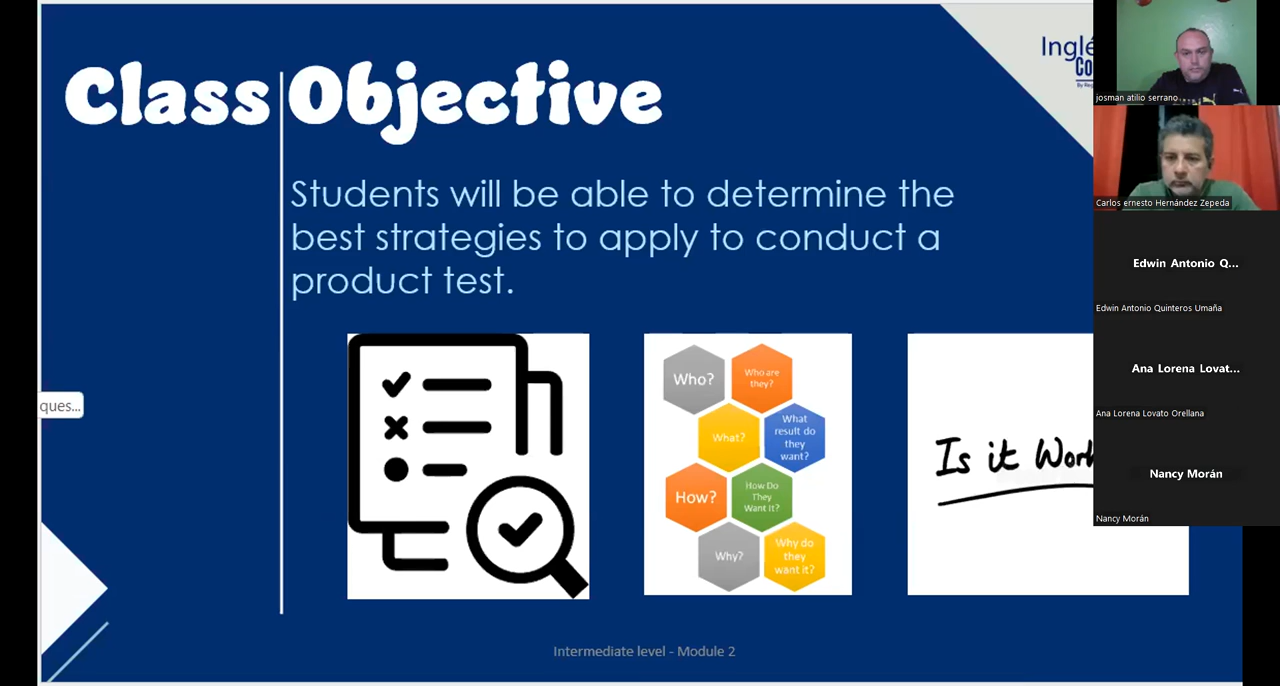 Class Objective
Students will be able to determine the
best strategies to apply to conduct a
product test.
Who?
Who are
they?
What?
What
result do
they
want?
How?
How Do
They
Want It?
Why?
Why do
they
want it?
Is it
ques...
Intermediate level - Module 2
josman atilio serrano
Carlos ernesto Hernández Zepeda
Edwin Antonio Q...
Edwin Antonio Quinteros Umaña
Ana Lorena Lovat...
Ana Lorena Lovato Orellana
Nancy Morán
Nancy Morán